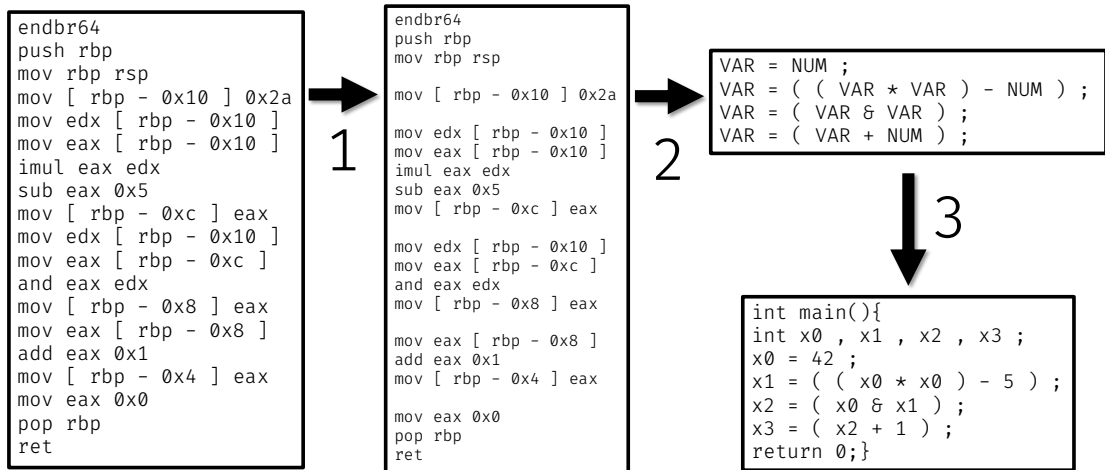 endbr64
push rbp
mov rbp rsp
mov [ rbp - 0x10 ] 0x2a
mov edx [ rbp - 0x10 ]
mov eax [ rbp - 0x10 ]
imul eax edx
sub eax 0x5
mov [ rbp - 0xc ] eax
mov edx [ rbp - 0x10 ]
mov eax [ rbp - 0xc ]
and eax edx
mov [ rbp - 0x8 ] eax
mov eax [ rbp - 0x8 ]
add eax 0x1
mov [ rbp - 0x4 ] eax
mov eax 0x0
pop rbp
ret
1
endbr64
push rbp
mov rbp rsp
mov [ rbp - 0x10 ] 0x2a
mov edx [ rbp - 0x10 ]
mov eax [ rbp - 0x10 ]
imul eax edx
sub eax 0x5
mov [ rbp - 0xc ] eax
mov edx [ rbp - 0x10 ]
mov eax [ rbp - 0xc ]
and eax edx
mov [ rbp - 0x8 ] eax
mov eax [ rbp - 0x8 ]
add eax 0x1
mov [ rbp - 0x4 ] eax
mov eax 0x0
pop rbp
ret
2
VAR = NUM ;
VAR = ( ( VAR * VAR ) - NUM ) ;
VAR = ( VAR & VAR ) ;
VAR = ( VAR + NUM ) ;
3
int main(){
int x0 , x1 , x2 , x3 ;
x0 = 42 ;
x1 = ( ( x0 * x0 ) - 5 ) ;
x2 = ( x0 & x1 ) ;
x3 = ( x2 + 1 ) ;
return 0;}